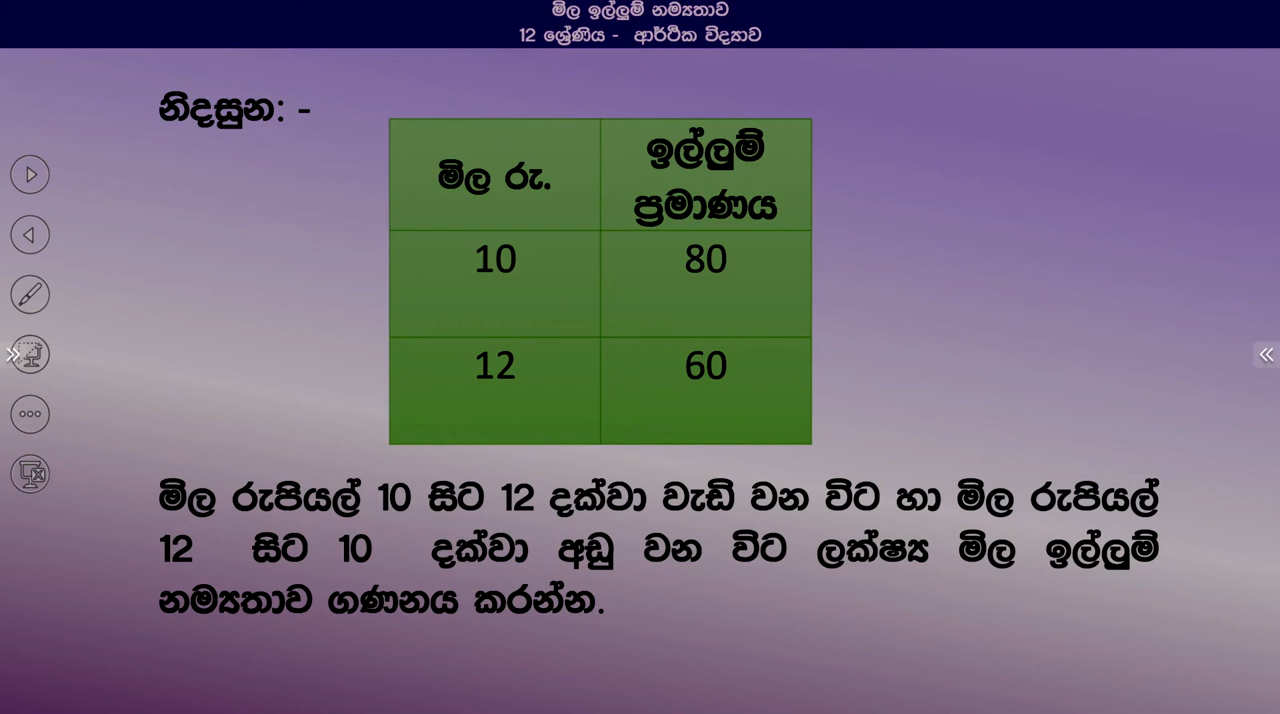 මිල ඉල්ලුම් නම්‍යතාව
12 ශ්‍රේණිය - ආර්ථික විද්‍යාව
නිදසුන: -
මිල රු.
ඉල්ලුම්
ප්‍රමාණය
10
80
12
60
මිල රුපියල් 10 සිට 12 දක්වා වැඩි වන විට හා මිල රුපියල්
12 සිට 10 දක්වා අඩු වන විට ලක්ෂ්‍ය මිල ඉල්ලුම්
නම්‍යතාව ගණනය කරන්න.